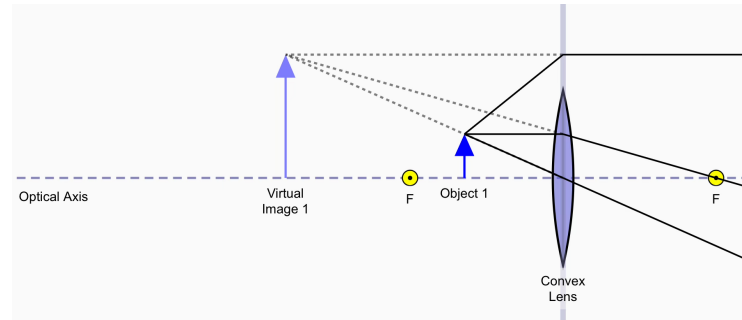 Optical Axis
Virtual
Image 1
F
Object 1
F
Convex
Lens